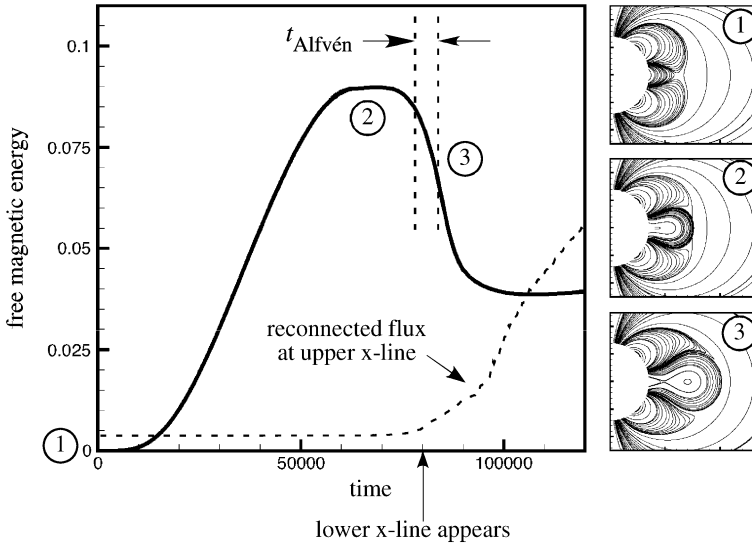 0.1
0.075
0.05
0.025
0
free magnetic energy
0
50000
100000
time
t Alfvén
1
2
3
reconnected flux
at upper x-line
lower x-line appears
1
2
3